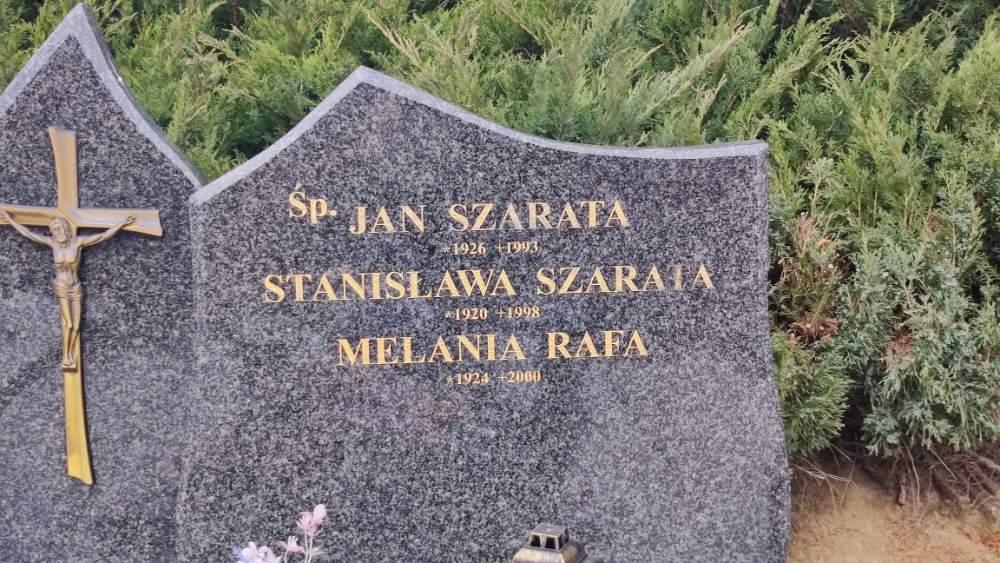 Śp. JAN SZARATA
*1926 +1993
STANISŁAWA SZARATA
*1920 +1998
MELANIA RAFA
*1924 +2000